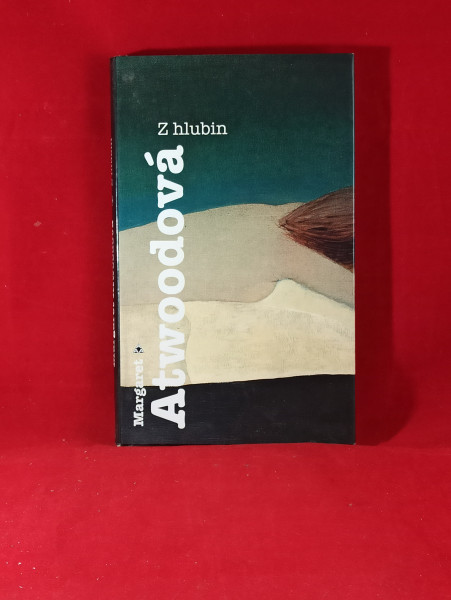 Z hlubin
Margaret
Atwoodová